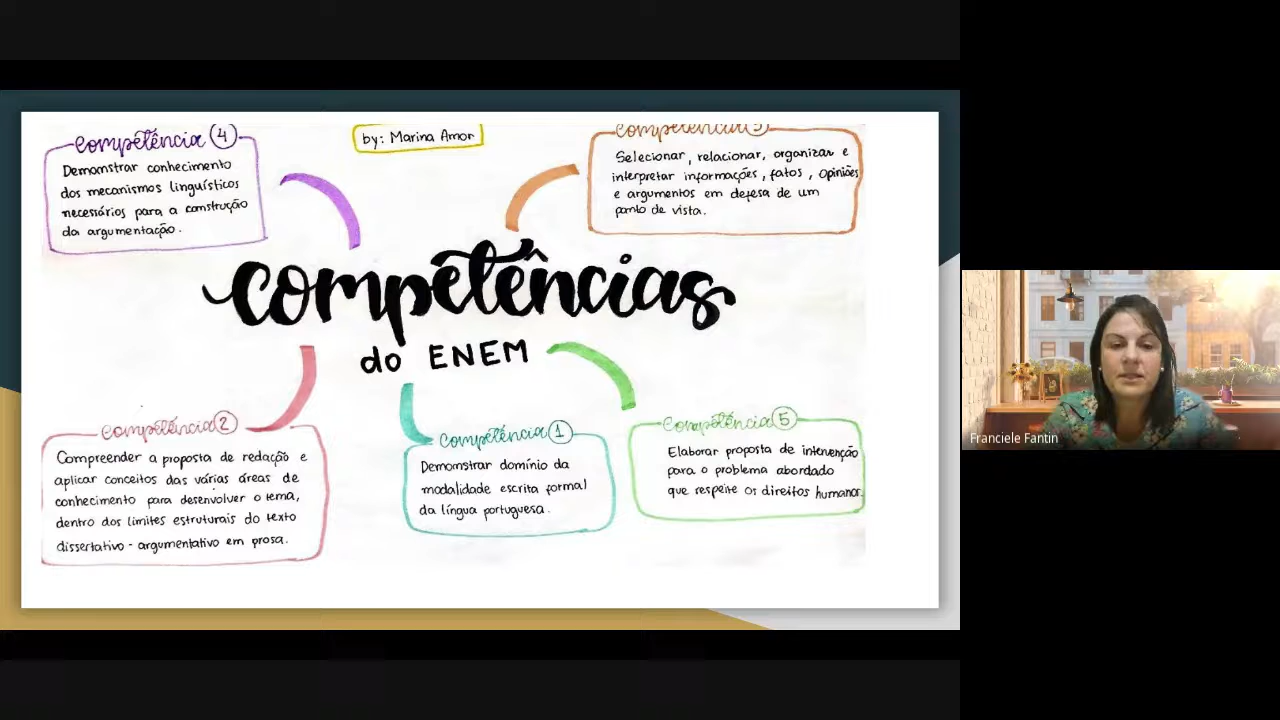 Competência 4
Demonstrar conhecimento
dos mecanismos linguísticos
necessários para a construção
da argumentação.
by: Marina Amor
Competência 3
Selecionar, relacionar, organizar e
interpretar informações, fatos, opiniões
e argumentos em defesa de um
ponto de vista.
competências
do ENEM
Competência 2
Compreender a proposta de redação e
aplicar conceitos das várias áreas de
conhecimento para desenvolver o tema,
dentro dos limites estruturais do texto
dissertativo - argumentativo em prosa.
Competência 1
Demonstrar domínio da
modalidade escrita formal
da língua portuguesa.
Competência 5
Elaborar proposta de intervenção
para o problema abordado
que respeite os direitos humanos.
Franciele Fantin